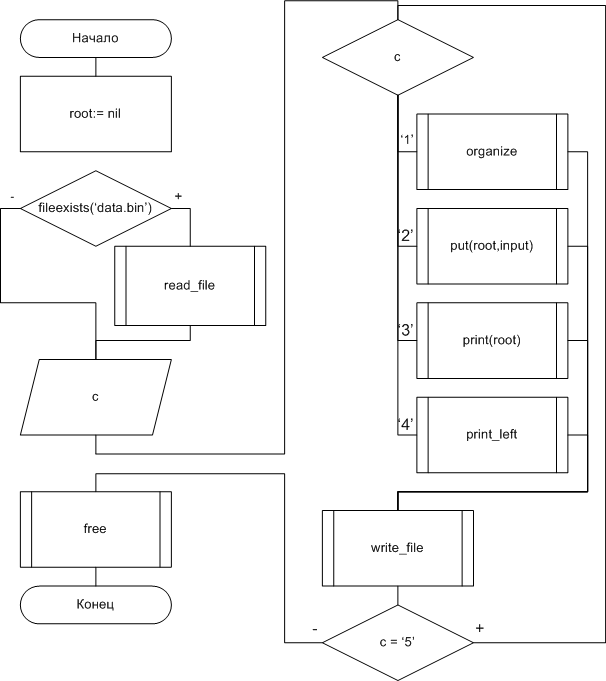 Начало
root:= nil
-
fileexists('data.bin')
+
read_file
c
free
Конец
c
'1'
organize
'2'
put(root,input)
'3'
print(root)
'4'
print_left
write_file
-
c = '5'
+